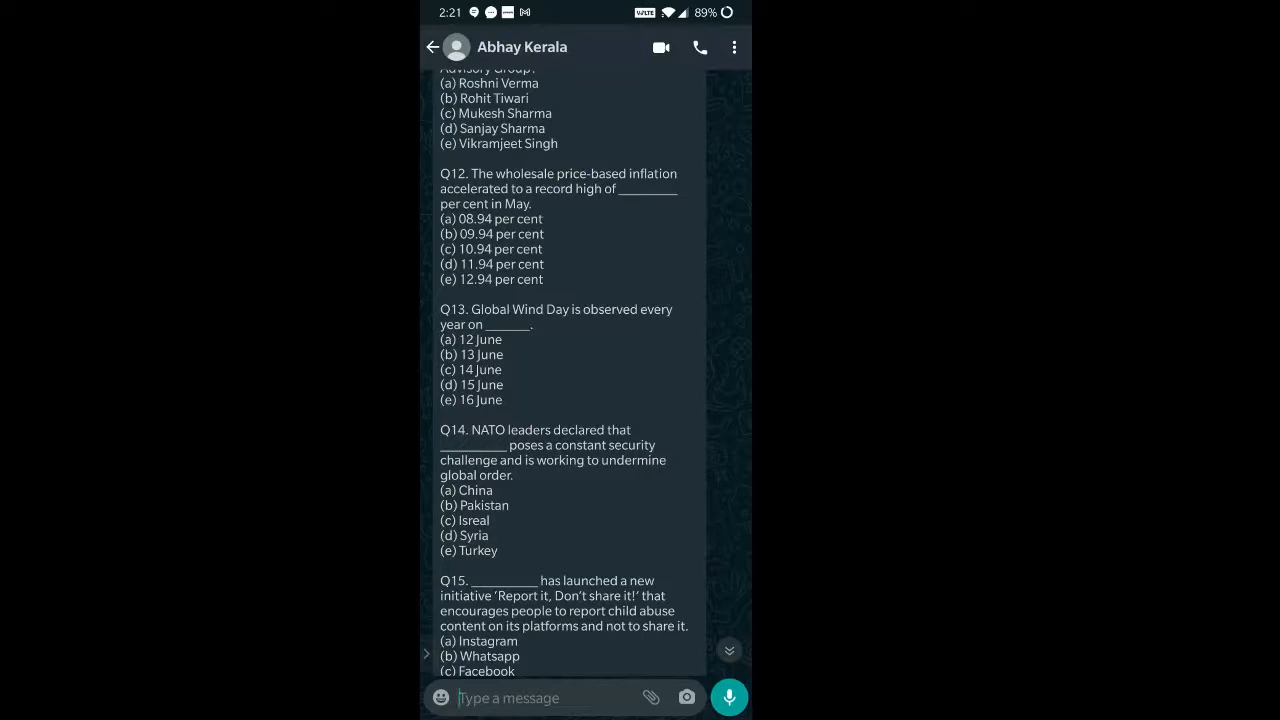 2:21
VoLTE
89%
Abhay Kerala
Advisory Group?
(a) Roshni Verma
(b) Rohit Tiwari
(c) Mukesh Sharma
(d) Sanjay Sharma
(e) Vikramjeet Singh
Q12. The wholesale price-based inflation
accelerated to a record high of _________
per cent in May.
(a) 08.94 per cent
(b) 09.94 per cent
(c) 10.94 per cent
(d) 11.94 per cent
(e) 12.94 per cent
Q13. Global Wind Day is observed every
year on _______.
(a) 12 June
(b) 13 June
(c) 14 June
(d) 15 June
(e) 16 June
Q14. NATO leaders declared that
__________ poses a constant security
challenge and is working to undermine
global order.
(a) China
(b) Pakistan
(c) Isreal
(d) Syria
(e) Turkey
Q15. __________ has launched a new
initiative ‘Report it, Don’t share it!’ that
encourages people to report child abuse
content on its platforms and not to share it.
(a) Instagram
(b) Whatsapp
(c) Facebook
Type a message